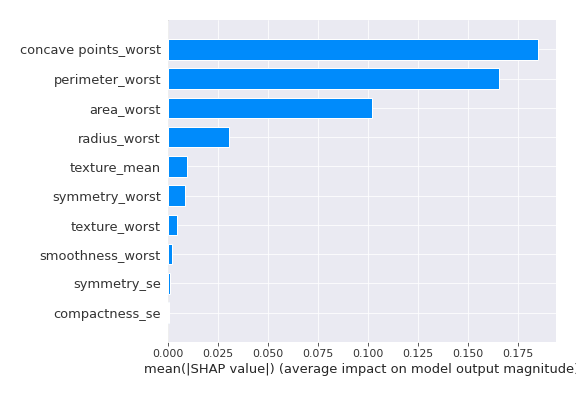 concave points_worst
perimeter_worst
area_worst
radius_worst
texture_mean
symmetry_worst
texture_worst
smoothness_worst
symmetry_se
compactness_se
0.000 0.025 0.050 0.075 0.100 0.125 0.150 0.175
mean(|SHAP value|) (average impact on model output magnitude)